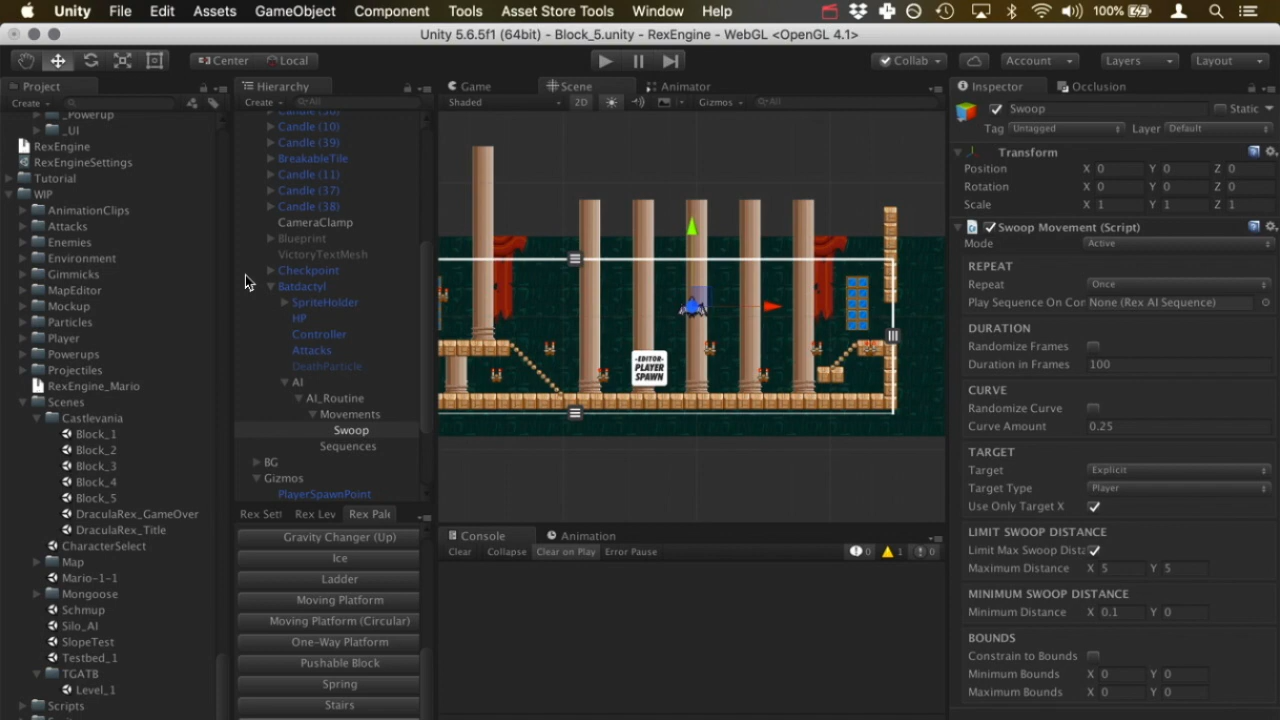 Unity File Edit Assets GameObject Component Tools Asset Store Tools Window Help 100%
Unity 5.6.5f1 (64bit) - Block_5.unity - RexEngine - WebGL <OpenGL 4.1>
Center Local Collab Account Layers Layout
Project
Create
_Powerup
_UI
RexEngine
RexEngineSettings
Tutorial
WIP
AnimationClips
Attacks
Enemies
Environment
Gimmicks
MapEditor
Mockup
Particles
Player
Powerups
Projectiles
RexEngine_Mario
Scenes
Castlevania
Block_1
Block_2
Block_3
Block_4
Block_5
DraculaRex_GameOver
DraculaRex_Title
CharacterSelect
Map
Mario-1-1
Mongoose
Schmup
Silo_AI
SlopeTest
Testbed_1
TGATB
Level_1
Scripts
Hierarchy
Create All
Candle (10)
Candle (39)
BreakableTile
Candle (11)
Candle (37)
Candle (38)
CameraClamp
Blueprint
VictoryTextMesh
Checkpoint
Batdactyl
SpriteHolder
HP
Controller
Attacks
DeathParticle
AI
AI_Routine
Movements
Swoop
Sequences
BG
Gizmos
PlayerSpawnPoint
Rex Sett Rex Lev Rex Pale
Gravity Changer (Up)
Ice
Ladder
Moving Platform
Moving Platform (Circular)
One-Way Platform
Pushable Block
Spring
Stairs
Game Scene Animator
Shaded 2D Gizmos All
-EDITOR-
PLAYER
SPAWN
Console Animation
Clear Collapse Clear on Play Error Pause 0 1 0
Inspector Occlusion
Swoop Static
Tag Untagged Layer Default
Transform
Position X 0 Y 0 Z 0
Rotation X 0 Y 0 Z 0
Scale X 1 Y 1 Z 1
Swoop Movement (Script)
Mode Active
REPEAT
Repeat Once
Play Sequence On Con None (Rex AI Sequence)
DURATION
Randomize Frames
Duration in Frames 100
CURVE
Randomize Curve
Curve Amount 0.25
TARGET
Target Explicit
Target Type Player
Use Only Target X
LIMIT SWOOP DISTANCE
Limit Max Swoop Dista
Maximum Distance X 5 Y 5
MINIMUM SWOOP DISTANCE
Minimum Distance X 0.1 Y 0
BOUNDS
Constrain to Bounds
Minimum Bounds X 0 Y 0
Maximum Bounds X 0 Y 0